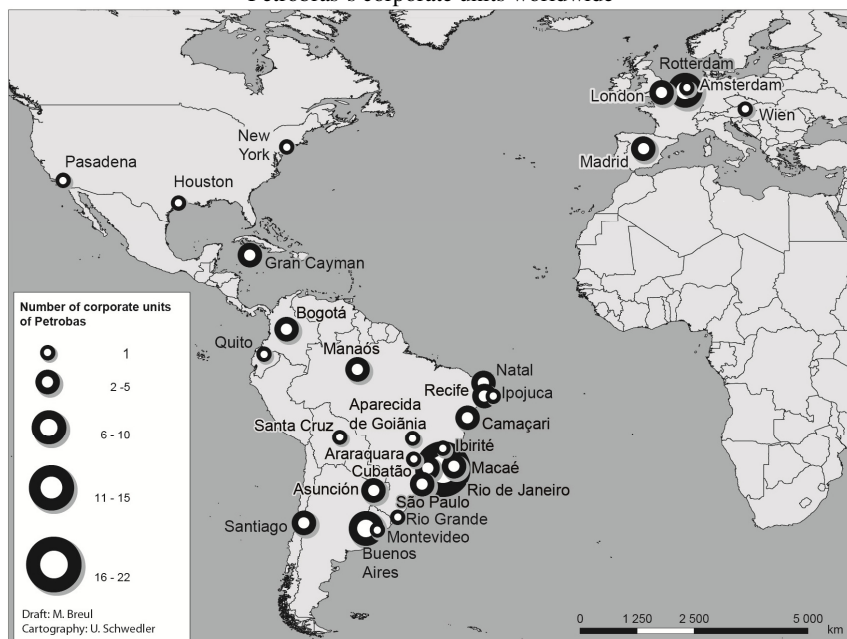 Petrobras's corporate units worldwide
Rotterdam
Amsterdam
London
Wien
Madrid
New
York
Pasadena
Houston
Gran Cayman
Bogotá
Quito
Manaós
Natal
Recife
Ipojuca
Aparecida
de Goiânia
Camaçari
Santa Cruz
Ibirité
Araraquara
Cubatão
Macaé
Rio de Janeiro
Asunción
São Paulo
Rio Grande
Santiago
Montevideo
Buenos
Aires
Number of corporate units
of Petrobas
1
2 -5
6 - 10
11 - 15
16 - 22
Draft: M. Breul
Cartography: U. Schwedler
0 1 250 2 500 5 000
km